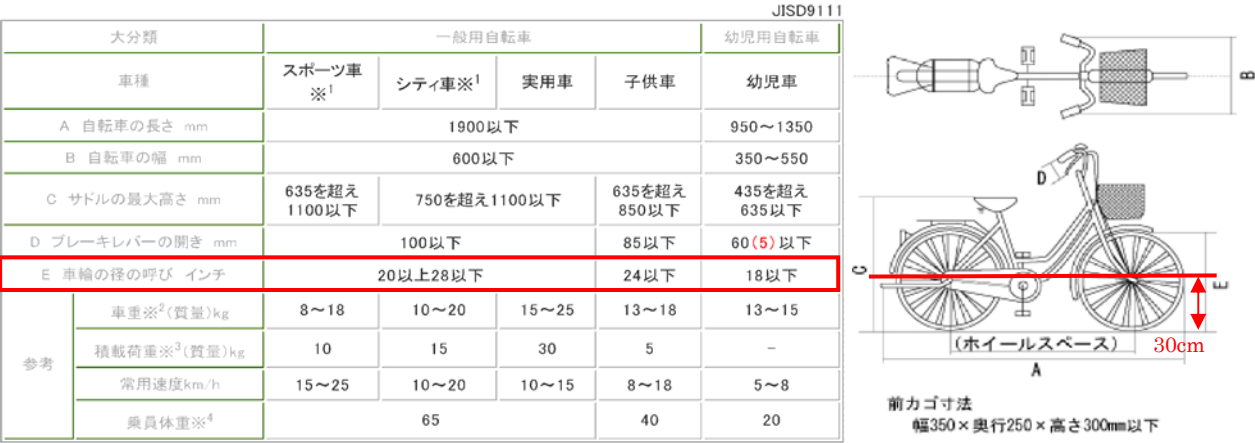 JISD9111
大分類 一般用自転車 幼児用自転車
車種 スポーツ車※1 シティ車※1 実用車 子供車 幼児車
A 自転車の長さ mm 1900以下 950～1350
B 自転車の幅 mm 600以下 350～550
C サドルの最大高さ mm 635を超え1100以下 750を超え1100以下 635を超え850以下 435を超え635以下
D ブレーキレバーの開き mm 100以下 85以下 60(5)以下
E 車輪の径の呼び インチ 20以上28以下 24以下 18以下
参考 車重※2(質量)kg 8～18 10～20 15～25 13～18 13～15
積載荷重※3(質量)kg 10 15 30 5 -
常用速度km/h 15～25 10～20 10～15 8～18 5～8
乗員体重※4 65 40 20
B
D
C
E
30cm
(ホイールスペース)
A
前カゴ寸法
幅350×奥行250×高さ300mm以下